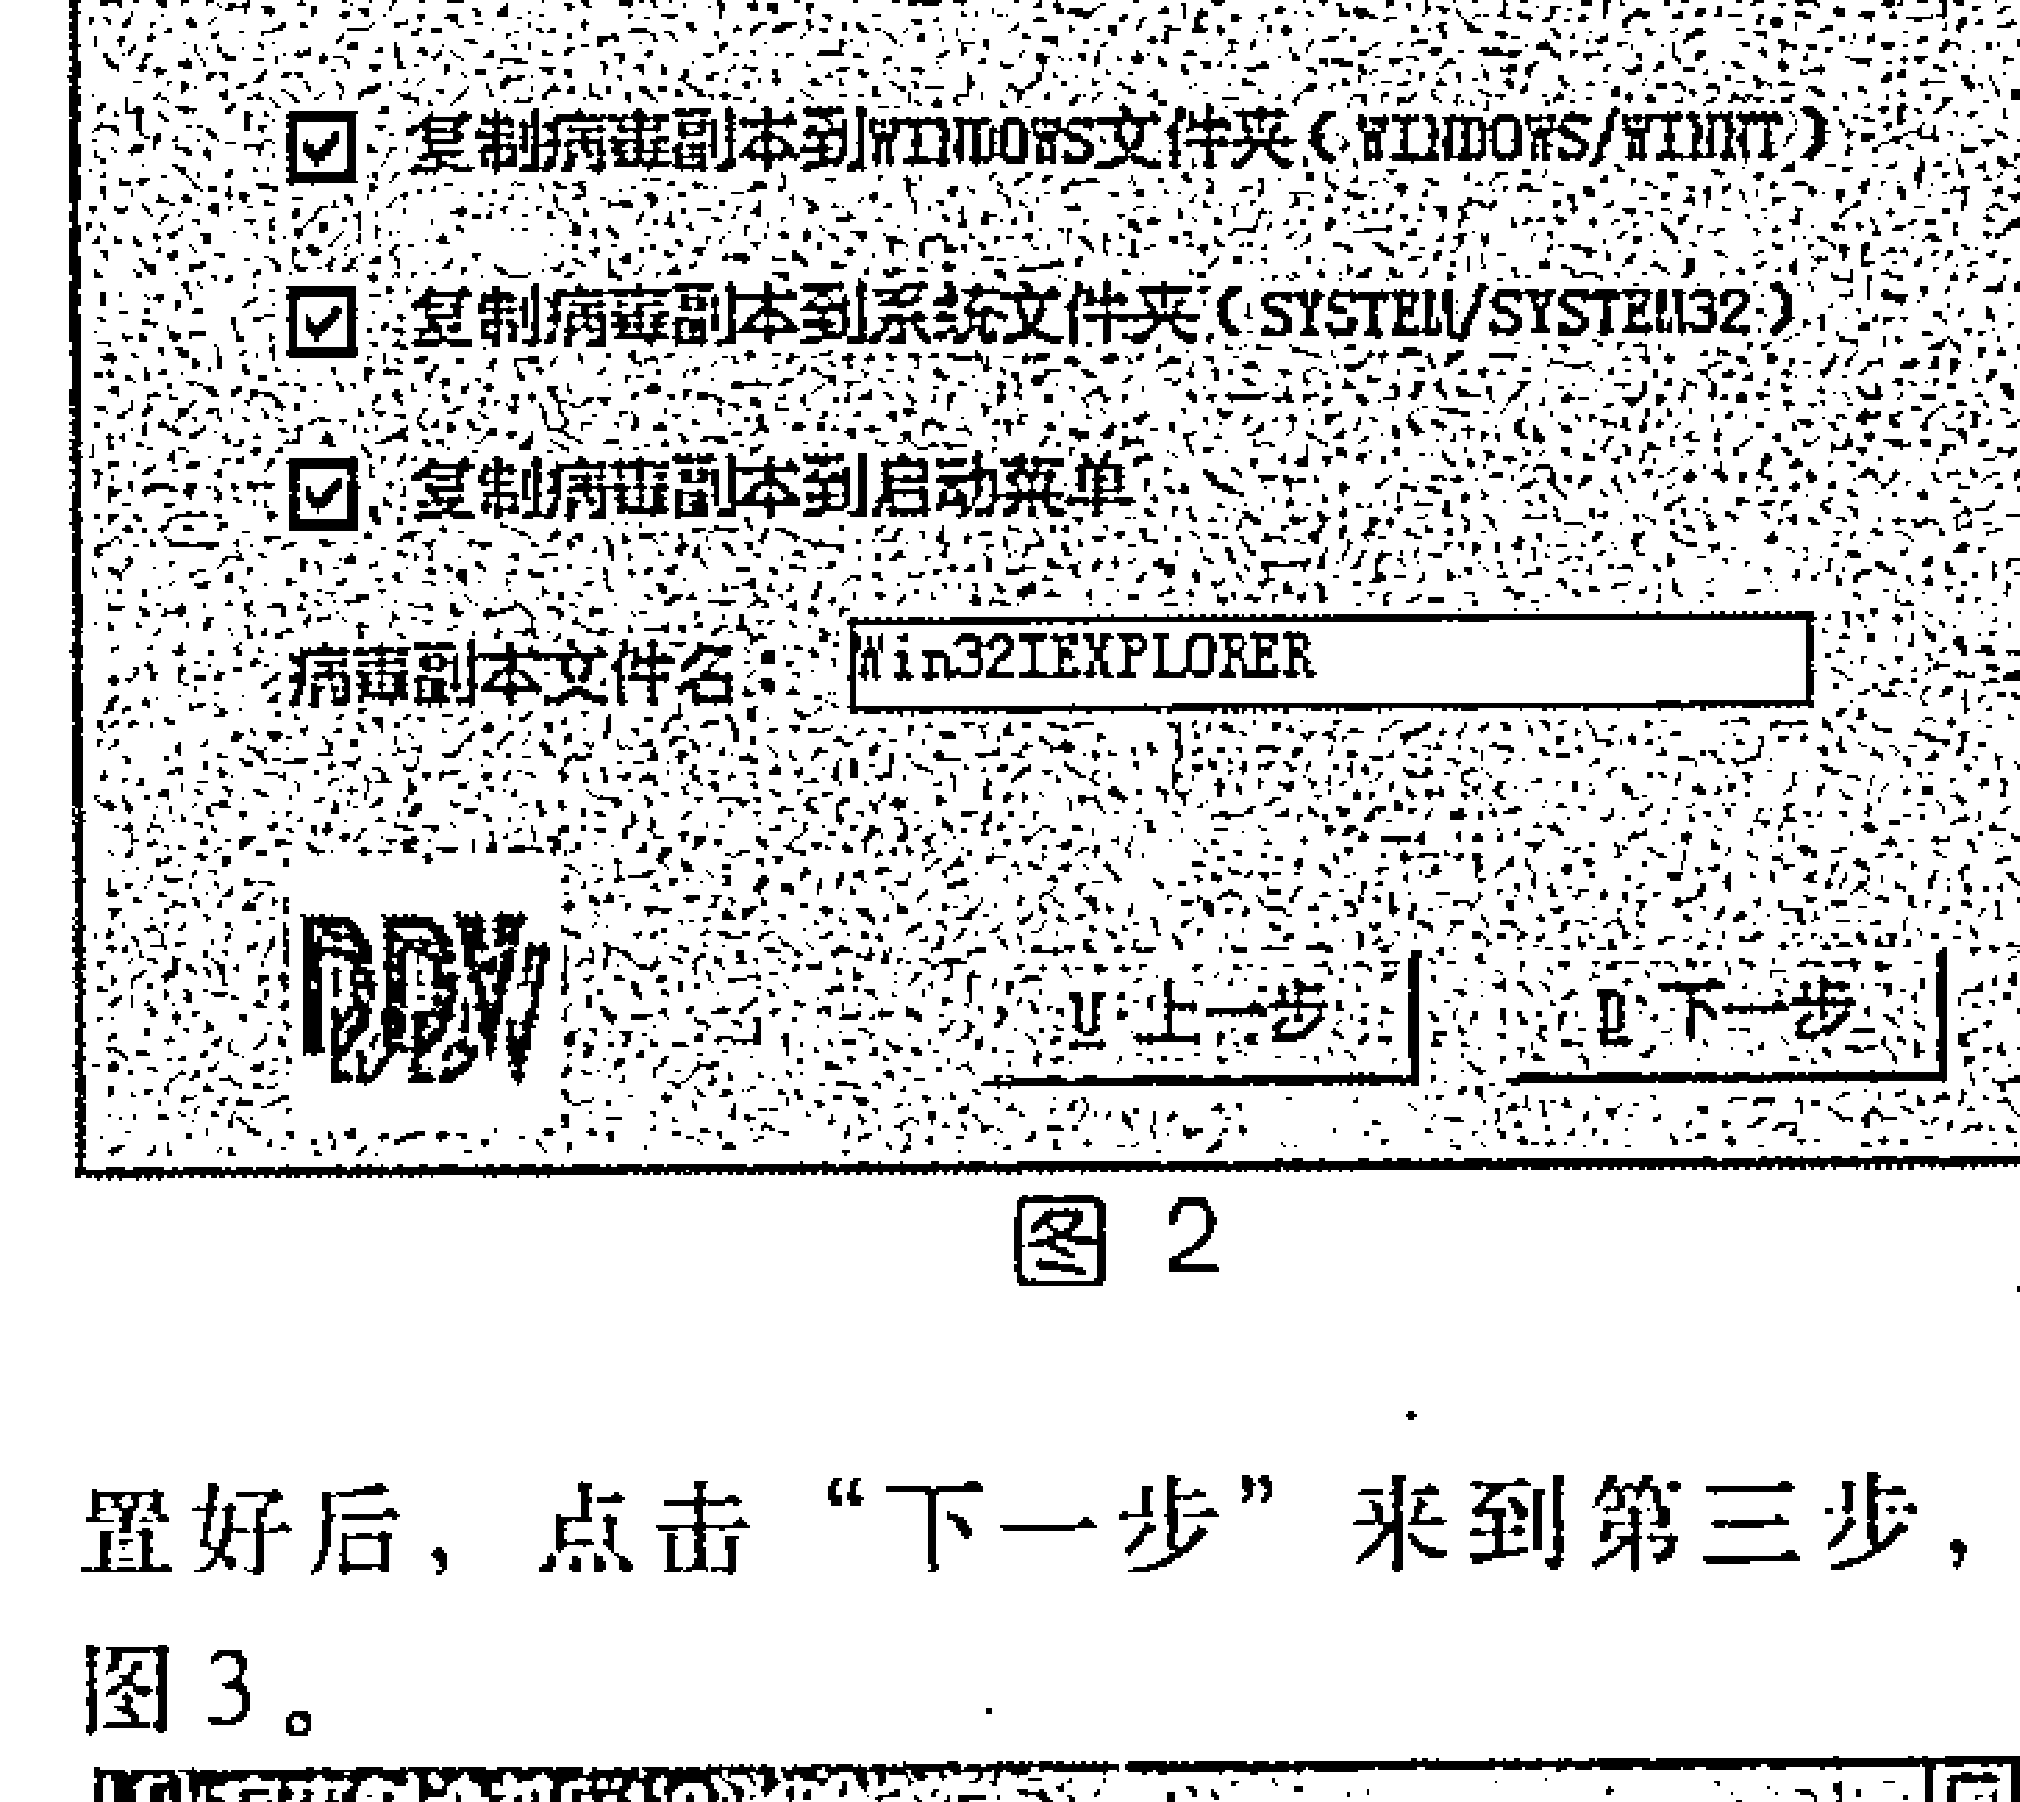 复制病毒副本到WINDOWS文件夹（WINDOWS/WINNT）
复制病毒副本到系统文件夹（SYSTEM/SYSTEM32）
复制病毒副本到启动菜单
病毒副本文件名： Win32IEXPLORER
U 上一步 D 下一步
图 2
置好后，点击“下一步”来到第三步，
图 3。